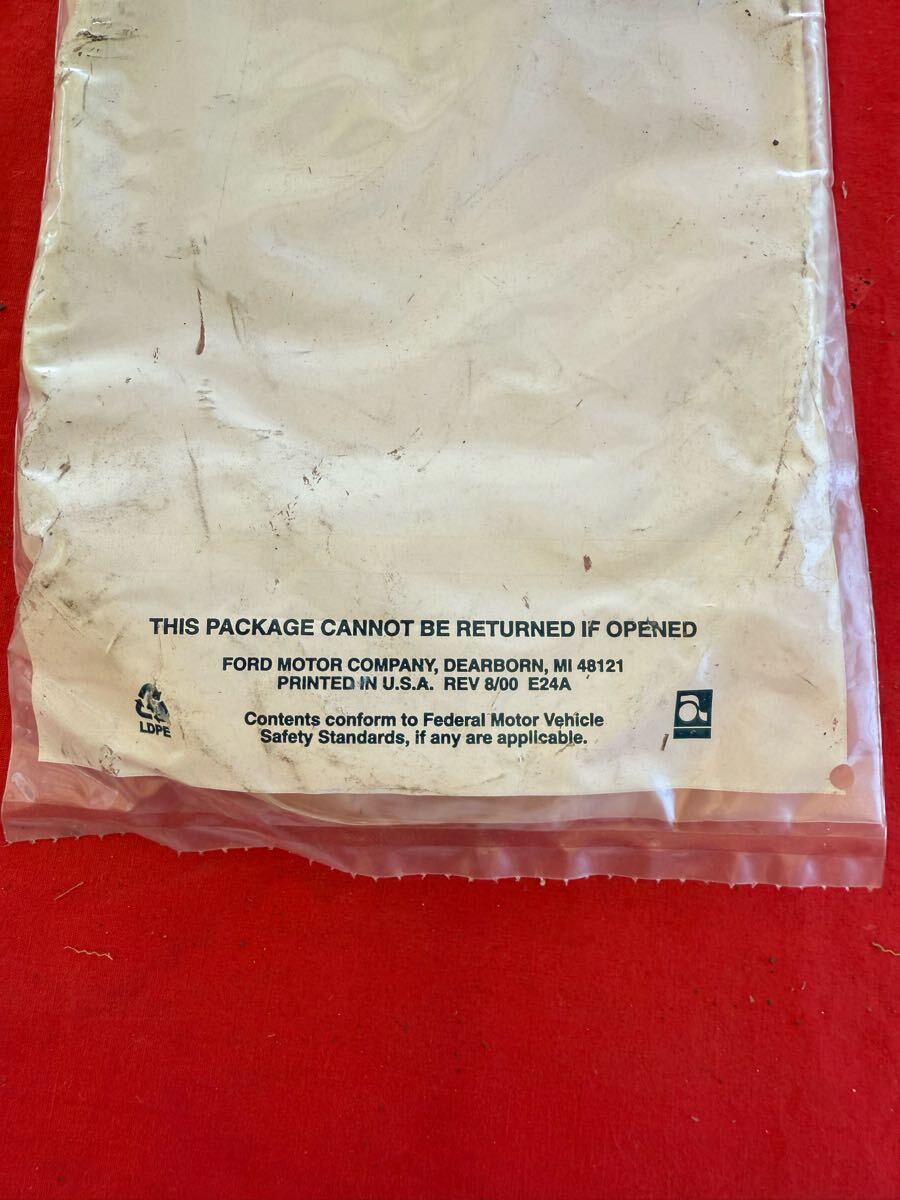 THIS PACKAGE CANNOT BE RETURNED IF OPENED
FORD MOTOR COMPANY, DEARBORN, MI 48121
PRINTED IN U.S.A. REV 8/00 E24A
LDPE
Contents conform to Federal Motor Vehicle
Safety Standards, if any are applicable.